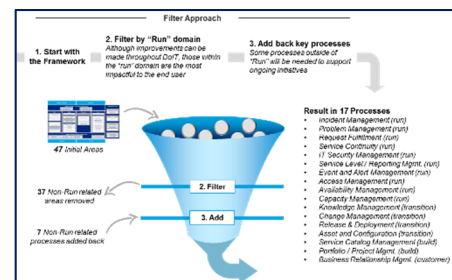 Filter Approach
1. Start with
the Framework
2. Filter by “Run” domain
Although improvements can be
made throughout DoIT, those within
the “run” domain are the most
impactful to the end user
3. Add back key processes
Some processes outside of
“Run” will be needed to support
ongoing initiatives
47 Initial Areas
37 Non-Run related
areas removed
2. Filter
3. Add
7 Non-Run related
processes added back
Result in 17 Processes
• Incident Management (run)
• Problem Management (run)
• Request Fulfillment (run)
• Service Continuity (run)
• IT Security Management (run)
• Service Level / Reporting Mgmt. (run)
• Event and Alert Management (run)
• Access Management (run)
• Availability Management (run)
• Capacity Management (run)
• Knowledge Management (transition)
• Change Management (transition)
• Release & Deployment (transition)
• Asset and Configuration (transition)
• Service Catalog Management (build)
• Portfolio / Project Mgmt. (build)
• Business Relationship Mgmt. (customer)